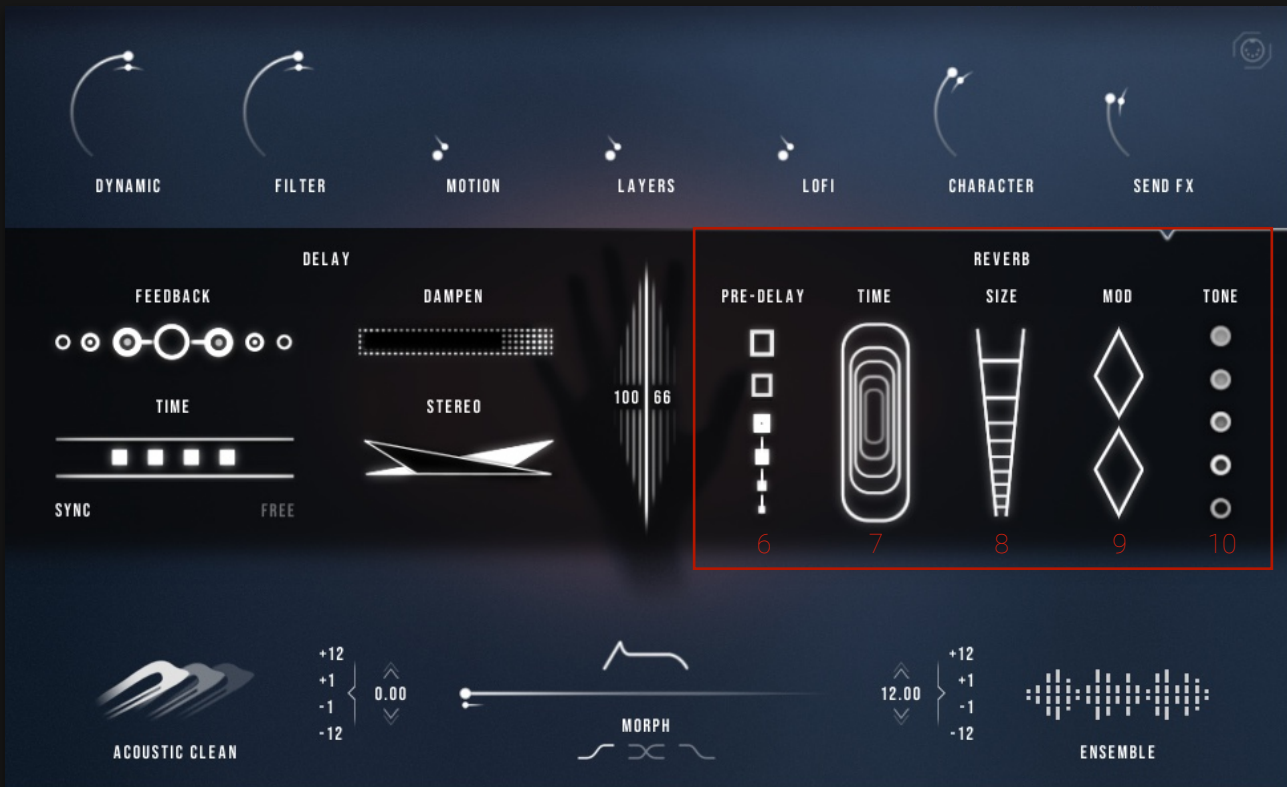 DYNAMIC FILTER MOTION LAYERS LOFI CHARACTER SEND FX
DELAY
FEEDBACK DAMPEN
TIME STEREO
SYNC FREE
100 66
REVERB
PRE-DELAY TIME SIZE MOD TONE
6 7 8 9 10
ACOUSTIC CLEAN
+12
+1
-1
-12
0.00
MORPH
12.00
+12
+1
-1
-12
ENSEMBLE